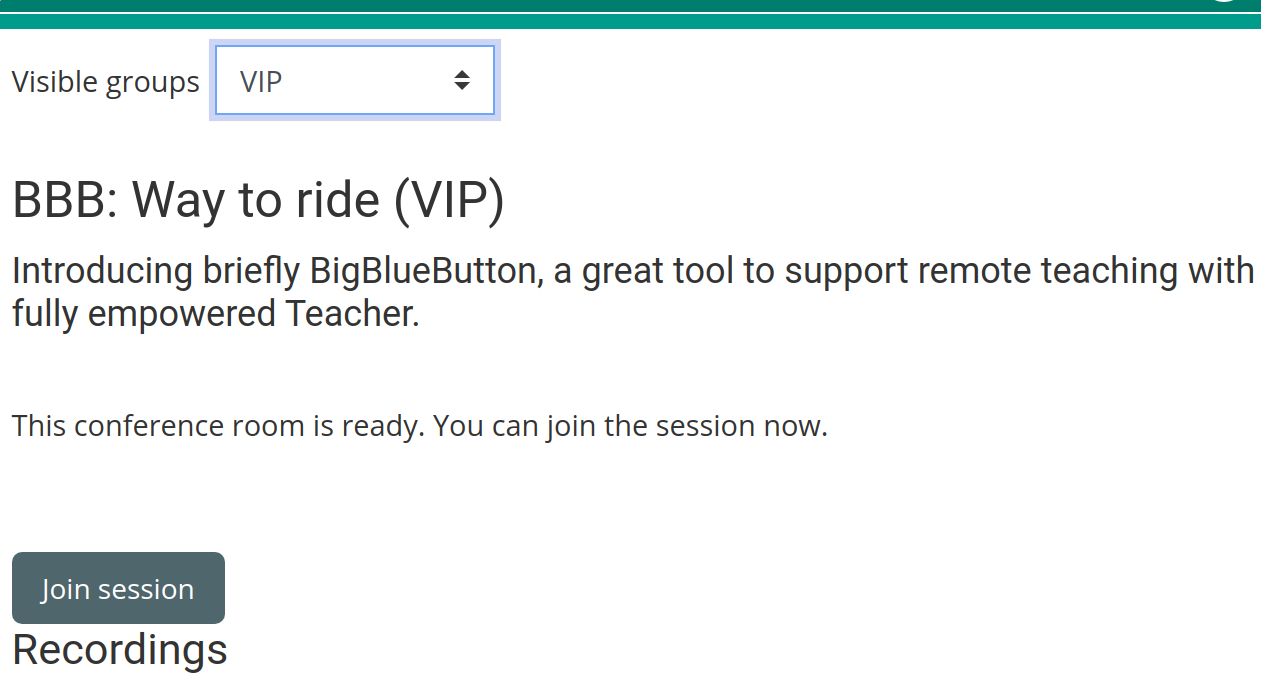 Visible groups VIP
BBB: Way to ride (VIP)
Introducing briefly BigBlueButton, a great tool to support remote teaching with
fully empowered Teacher.
This conference room is ready. You can join the session now.
Join session
Recordings